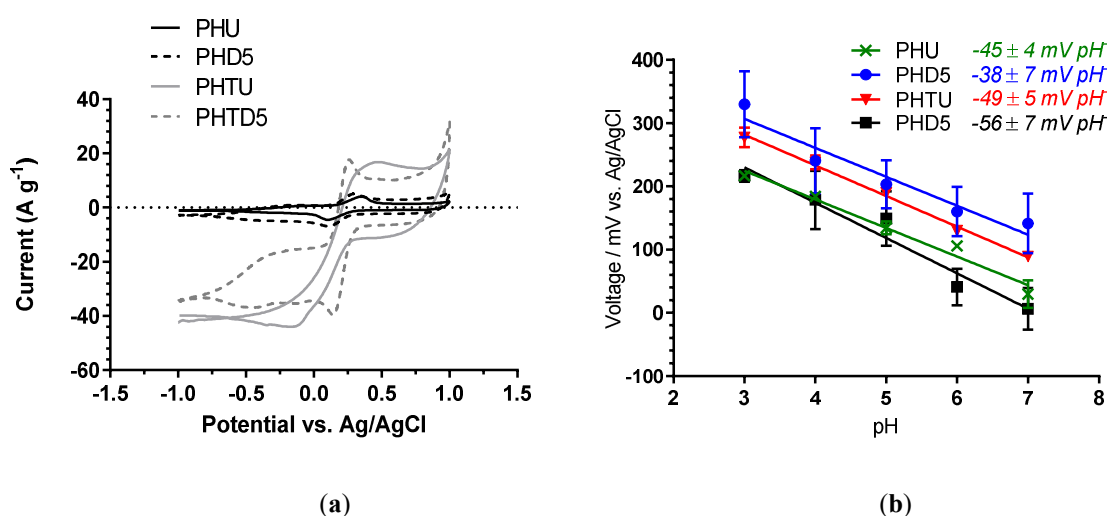 PHU
PHD5
PHTU
PHTD5
40
20
0
-20
-40
-60
Current (A g⁻¹)
-1.5 -1.0 -0.5 0.0 0.5 1.0 1.5
Potential vs. Ag/AgCl
(a)
PHU -45 ± 4 mV pH⁻
PHD5 -38 ± 7 mV pH⁻
PHTU -49 ± 5 mV pH⁻
PHD5 -56 ± 7 mV pH⁻
400
300
200
100
0
-100
Voltage / mV vs. Ag/AgCl
2 3 4 5 6 7 8
pH
(b)